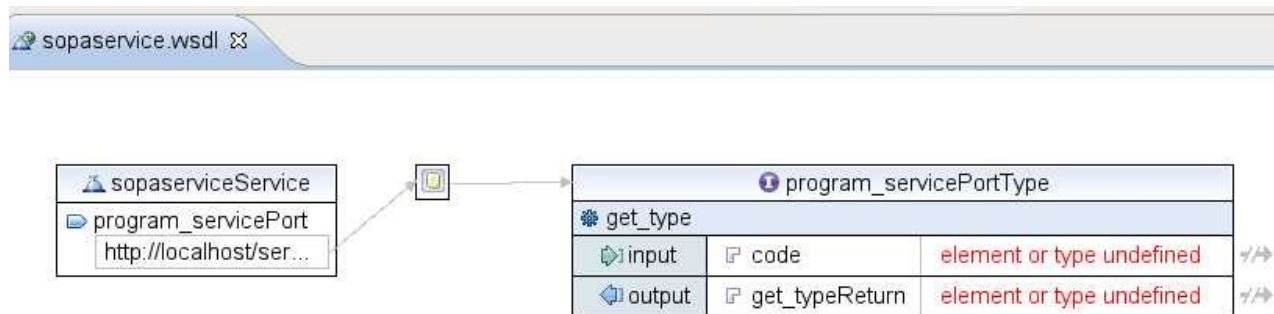 sopaservice.wsdl
sopaserviceService
program_servicePort
http://localhost/ser...
program_servicePortType
get_type
input code element or type undefined
output get_typeReturn element or type undefined